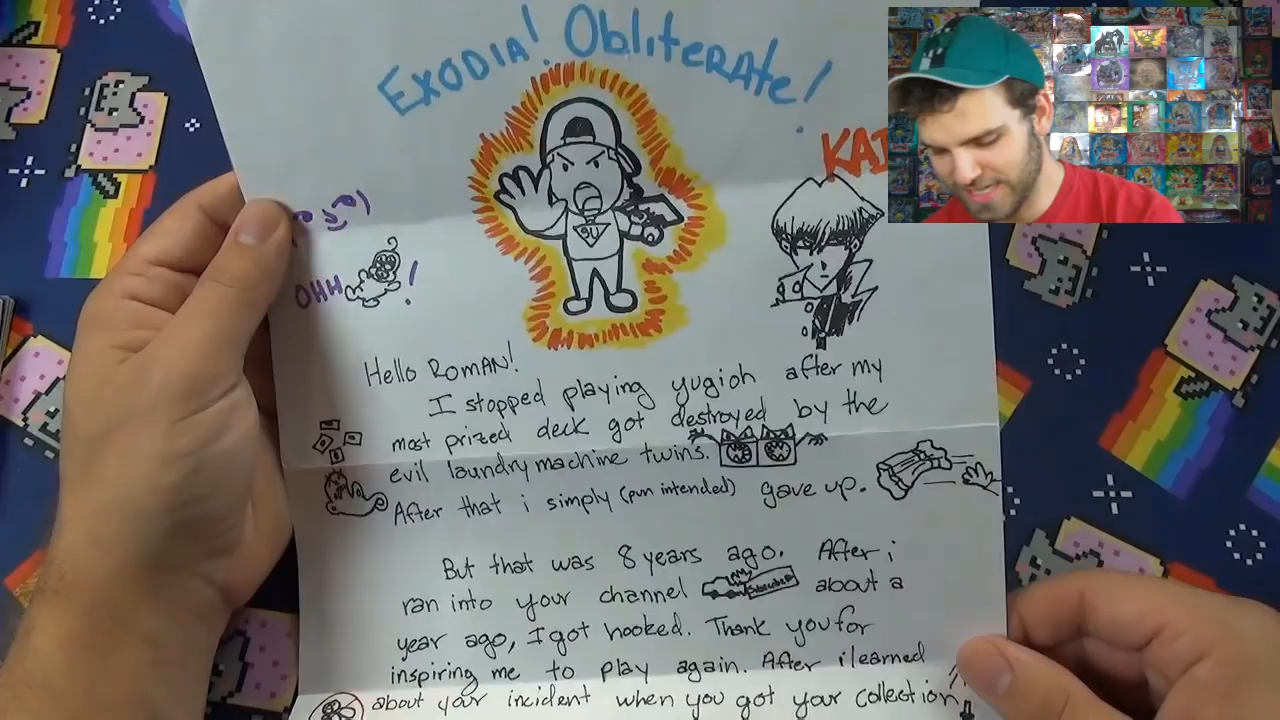 EXODIA! ObliteRAte!
KAI
OHH !
GU
Hello RomAN!
I stopped playing yugioh after my
most prized deck got destroyed by the
evil laundry machine twins.
After that i simply (pun intended) gave up.
But that was 8 years ago. After i
ran into your channel about a
year ago, I got hooked. Thank you for
inspiring me to play again. After i learned
about your incident when you got your collection